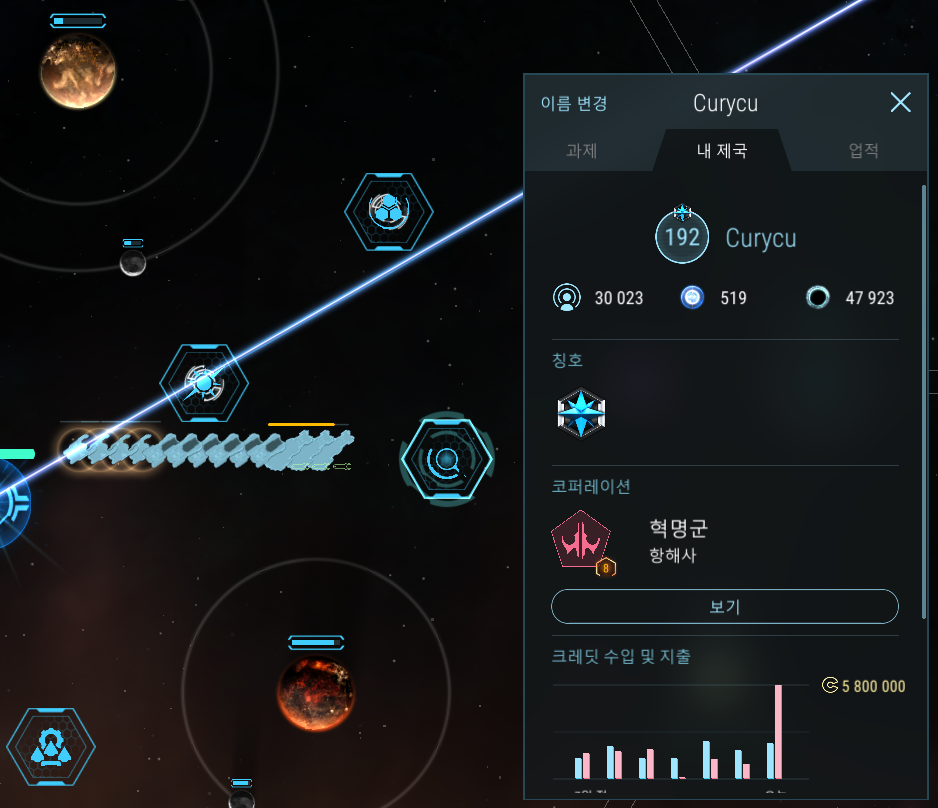 이름 변경
Curycu
과제
내 제국
업적
192
Curycu
30 023
519
47 923
칭호
코퍼레이션
혁명군
항해사
8
보기
크레딧 수입 및 지출
5 800 000